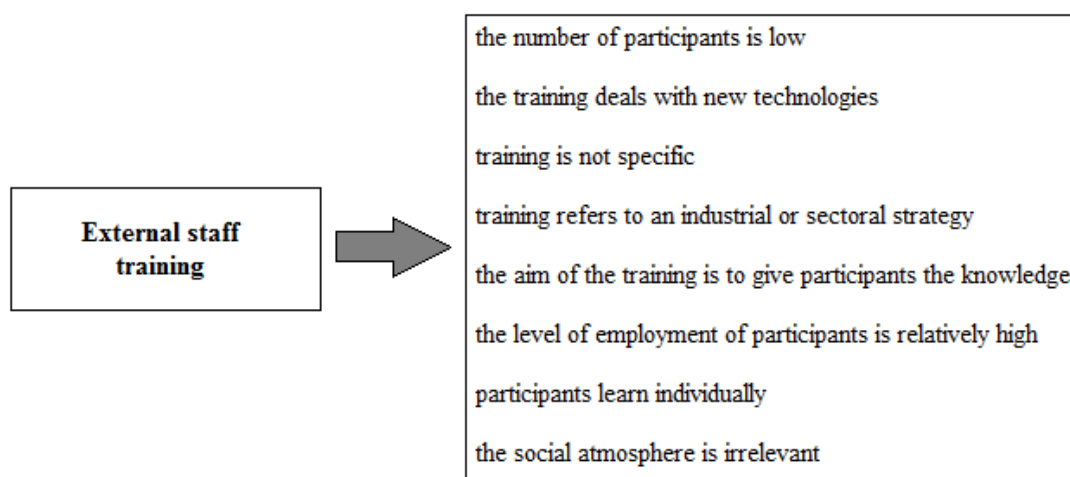 External staff
training
the number of participants is low
the training deals with new technologies
training is not specific
training refers to an industrial or sectoral strategy
the aim of the training is to give participants the knowledge
the level of employment of participants is relatively high
participants learn individually
the social atmosphere is irrelevant